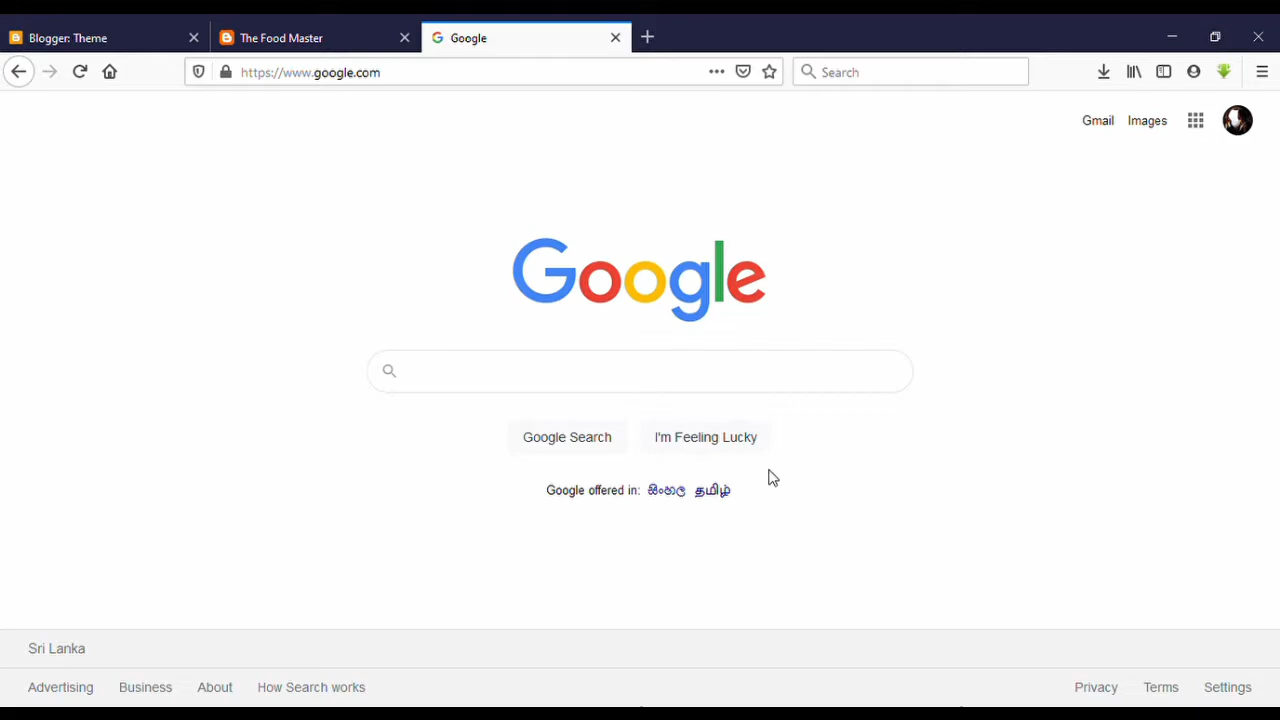 Blogger: Theme
The Food Master
Google
https://www.google.com
Search
Gmail
Images
Google
Google Search
I'm Feeling Lucky
Google offered in: සිංහල தமிழ்
Sri Lanka
Advertising
Business
About
How Search works
Privacy
Terms
Settings